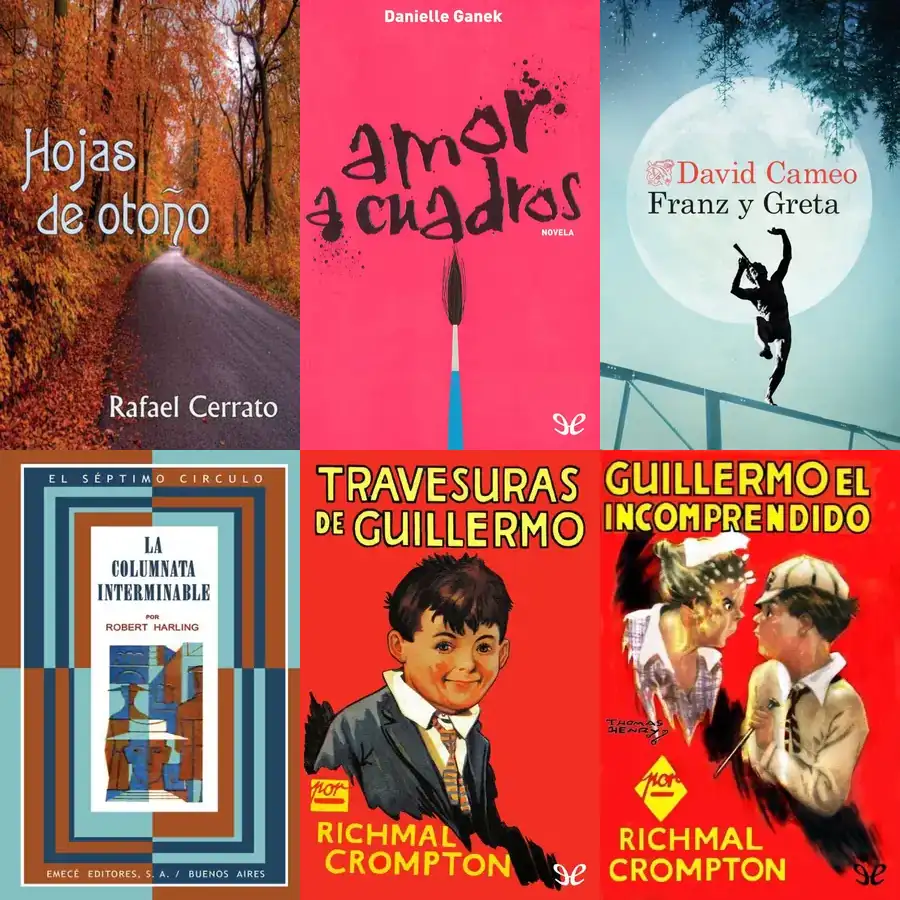 Hojas
de otoño
Rafael Cerrato
Danielle Ganek
amor
a cuadros
NOVELA
David Cameo
Franz y Greta
EL SÉPTIMO CIRCULO
LA
COLUMNATA
INTERMINABLE
POR
ROBERT HARLING
EMECÉ EDITORES, S. A. / BUENOS AIRES
TRAVESURAS
DE GUILLERMO
por
RICHMAL
CROMPTON
GUILLERMO EL
INCOMPRENDIDO
THOMAS
HENRY
por
RICHMAL
CROMPTON